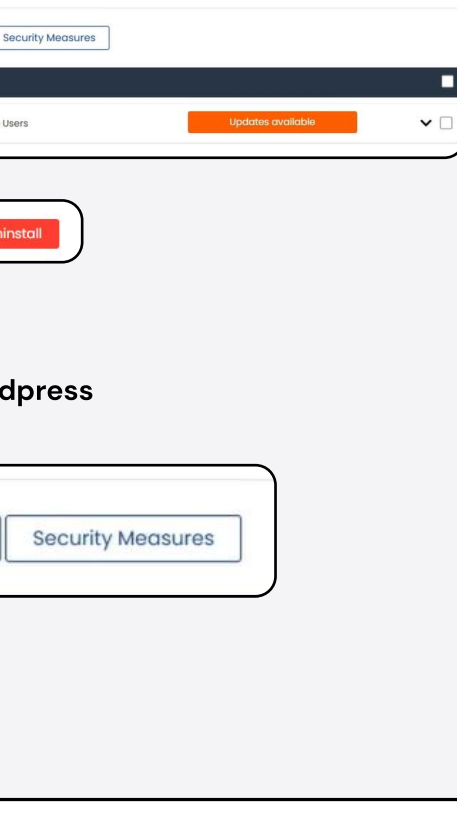 Security Measures
Users
Updates available
ninstall
dpress
Security Measures